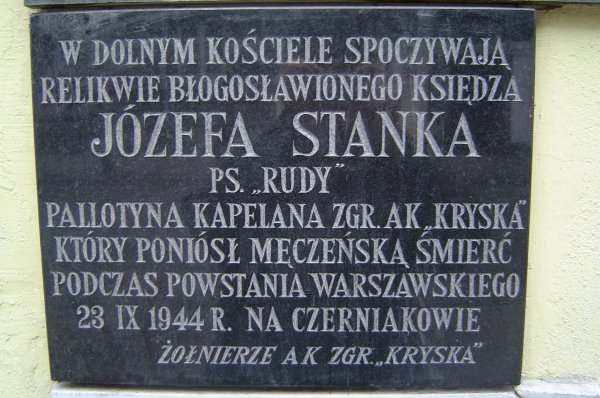 W DOLNYM KOŚCIELE SPOCZYWAJĄ
RELIKWIE BŁOGOSŁAWIONEGO KSIĘDZA
JÓZEFA STANKA
PS. „RUDY”
PALLOTYNA KAPELANA ZGR. AK „KRYSKA”
KTÓRY PONIÓSŁ MĘCZEŃSKĄ ŚMIERĆ
PODCZAS POWSTANIA WARSZAWSKIEGO
23 IX 1944 R. NA CZERNIAKOWIE
ŻOŁNIERZE AK ZGR. „KRYSKA”